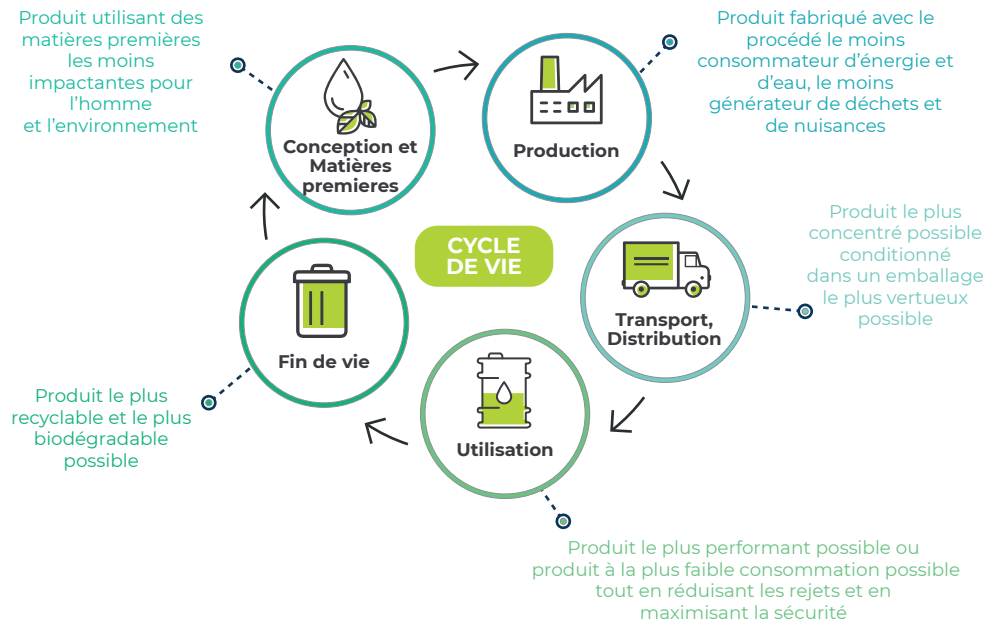 Produit utilisant des
matières premières
les moins
impactantes pour
l’homme
et l’environnement
Conception et
Matières
premieres
Produit fabriqué avec le
procédé le moins
consommateur d’énergie et
d’eau, le moins
générateur de déchets et
de nuisances
Production
CYCLE
DE VIE
Produit le plus
concentré possible
conditionné
dans un emballage
le plus vertueux
possible
Transport,
Distribution
Utilisation
Produit le plus performant possible ou
produit à la plus faible consommation possible
tout en réduisant les rejets et en
maximisant la sécurité
Fin de vie
Produit le plus
recyclable et le plus
biodégradable
possible